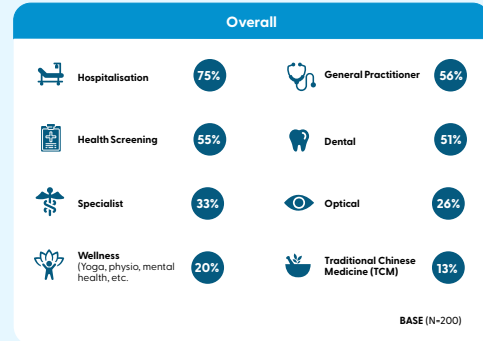 Overall
Hospitalisation 75%
General Practitioner 56%
Health Screening 55%
Dental 51%
Specialist 33%
Optical 26%
Wellness
(Yoga, physio, mental
health, etc.
20%
Traditional Chinese
Medicine (TCM)
13%
BASE (N=200)